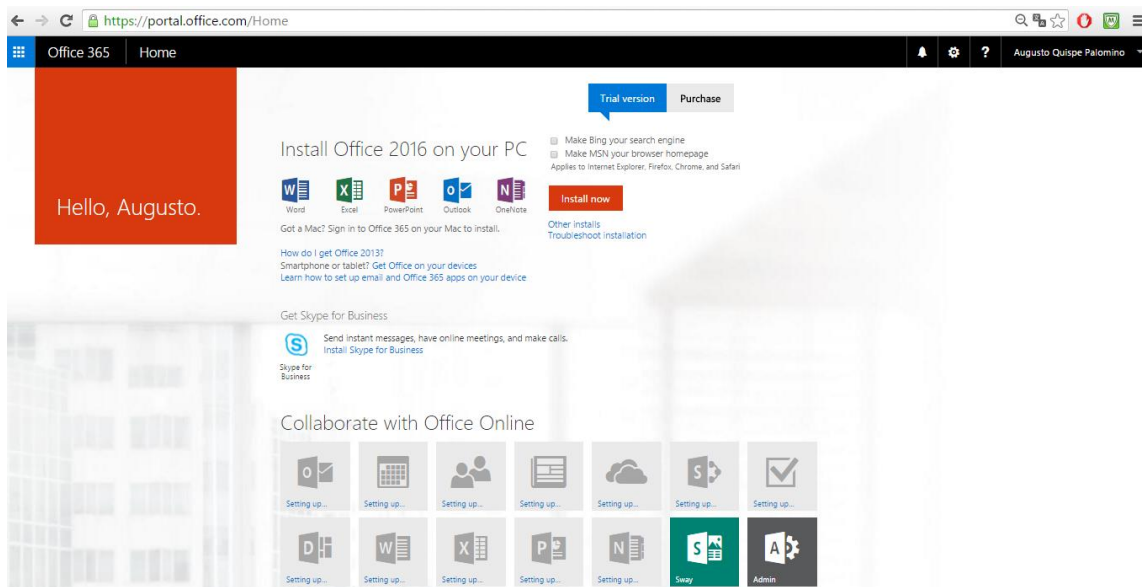 https://portal.office.com/Home
Office 365 Home ? Augusto Quispe Palomino
Trial version Purchase
Hello, Augusto.
Install Office 2016 on your PC
Word Excel PowerPoint Outlook OneNote
Got a Mac? Sign in to Office 365 on your Mac to install.
How do I get Office 2013?
Smartphone or tablet? Get Office on your devices
Learn how to set up email and Office 365 apps on your device
Make Bing your search engine
Make MSN your browser homepage
Applies to Internet Explorer, Firefox, Chrome, and Safari
Install now
Other installs
Troubleshoot installation
Get Skype for Business
Send instant messages, have online meetings, and make calls.
Install Skype for Business
Skype for
Business
Collaborate with Office Online
Setting up... Setting up... Setting up... Setting up... Setting up... Setting up... Setting up...
Setting up... Setting up... Setting up... Setting up... Setting up... Sway Admin